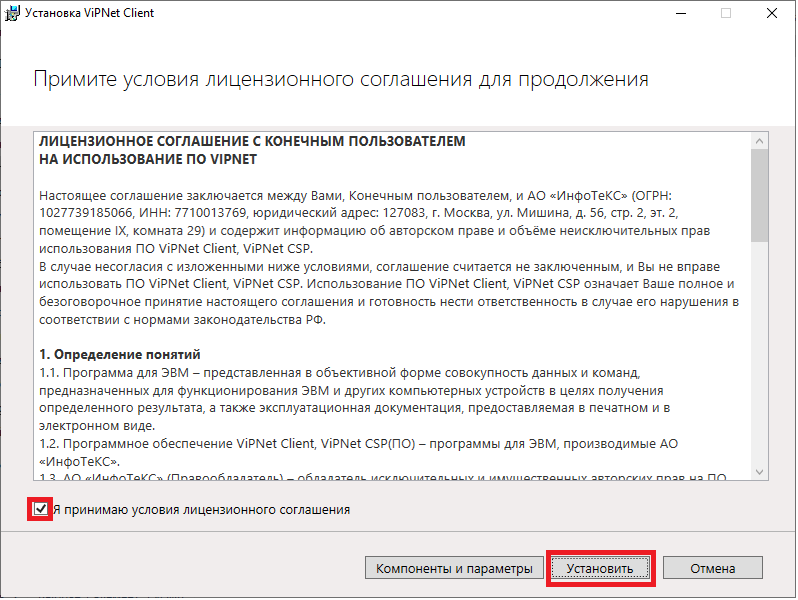 Установка ViPNet Client
Примите условия лицензионного соглашения для продолжения
ЛИЦЕНЗИОННОЕ СОГЛАШЕНИЕ С КОНЕЧНЫМ ПОЛЬЗОВАТЕЛЕМ
НА ИСПОЛЬЗОВАНИЕ ПО VIPNET
Настоящее соглашение заключается между Вами, Конечным пользователем, и АО «ИнфоТеКС» (ОГРН:
1027739185066, ИНН: 7710013769, юридический адрес: 127083, г. Москва, ул. Мишина, д. 56, стр. 2, эт. 2,
помещение IX, комната 29) и содержит информацию об авторском праве и объёме неисключительных прав
использования ПО ViPNet Client, ViPNet CSP.
В случае несогласия с изложенными ниже условиями, соглашение считается не заключенным, и Вы не вправе
использовать ПО ViPNet Client, ViPNet CSP. Использование ПО ViPNet Client, ViPNet CSP означает Ваше полное и
безоговорочное принятие настоящего соглашения и готовность нести ответственность в случае его нарушения в
соответствии с нормами законодательства РФ.
1. Определение понятий
1.1. Программа для ЭВМ – представленная в объективной форме совокупность данных и команд,
предназначенных для функционирования ЭВМ и других компьютерных устройств в целях получения
определенного результата, а также эксплуатационная документация, предоставляемая в печатном и в
электронном виде.
1.2. Программное обеспечение ViPNet Client, ViPNet CSP(ПО) – программы для ЭВМ, производимые АО
«ИнфоТеКС».
1.3. АО «ИнфоТеКС» (Правообладатель) – обладатель исключительных и имущественных авторских прав на ПО
Я принимаю условия лицензионного соглашения
Компоненты и параметры
Установить
Отмена